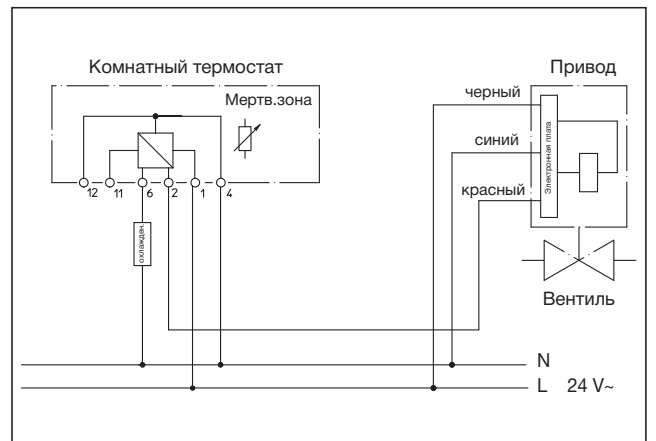 Комнатный термостат
Мертв.зона
12 11 6 2 1 4
охлажден.
Привод
черный
синий
красный
Электронная плата
Вентиль
N
L 24 V~